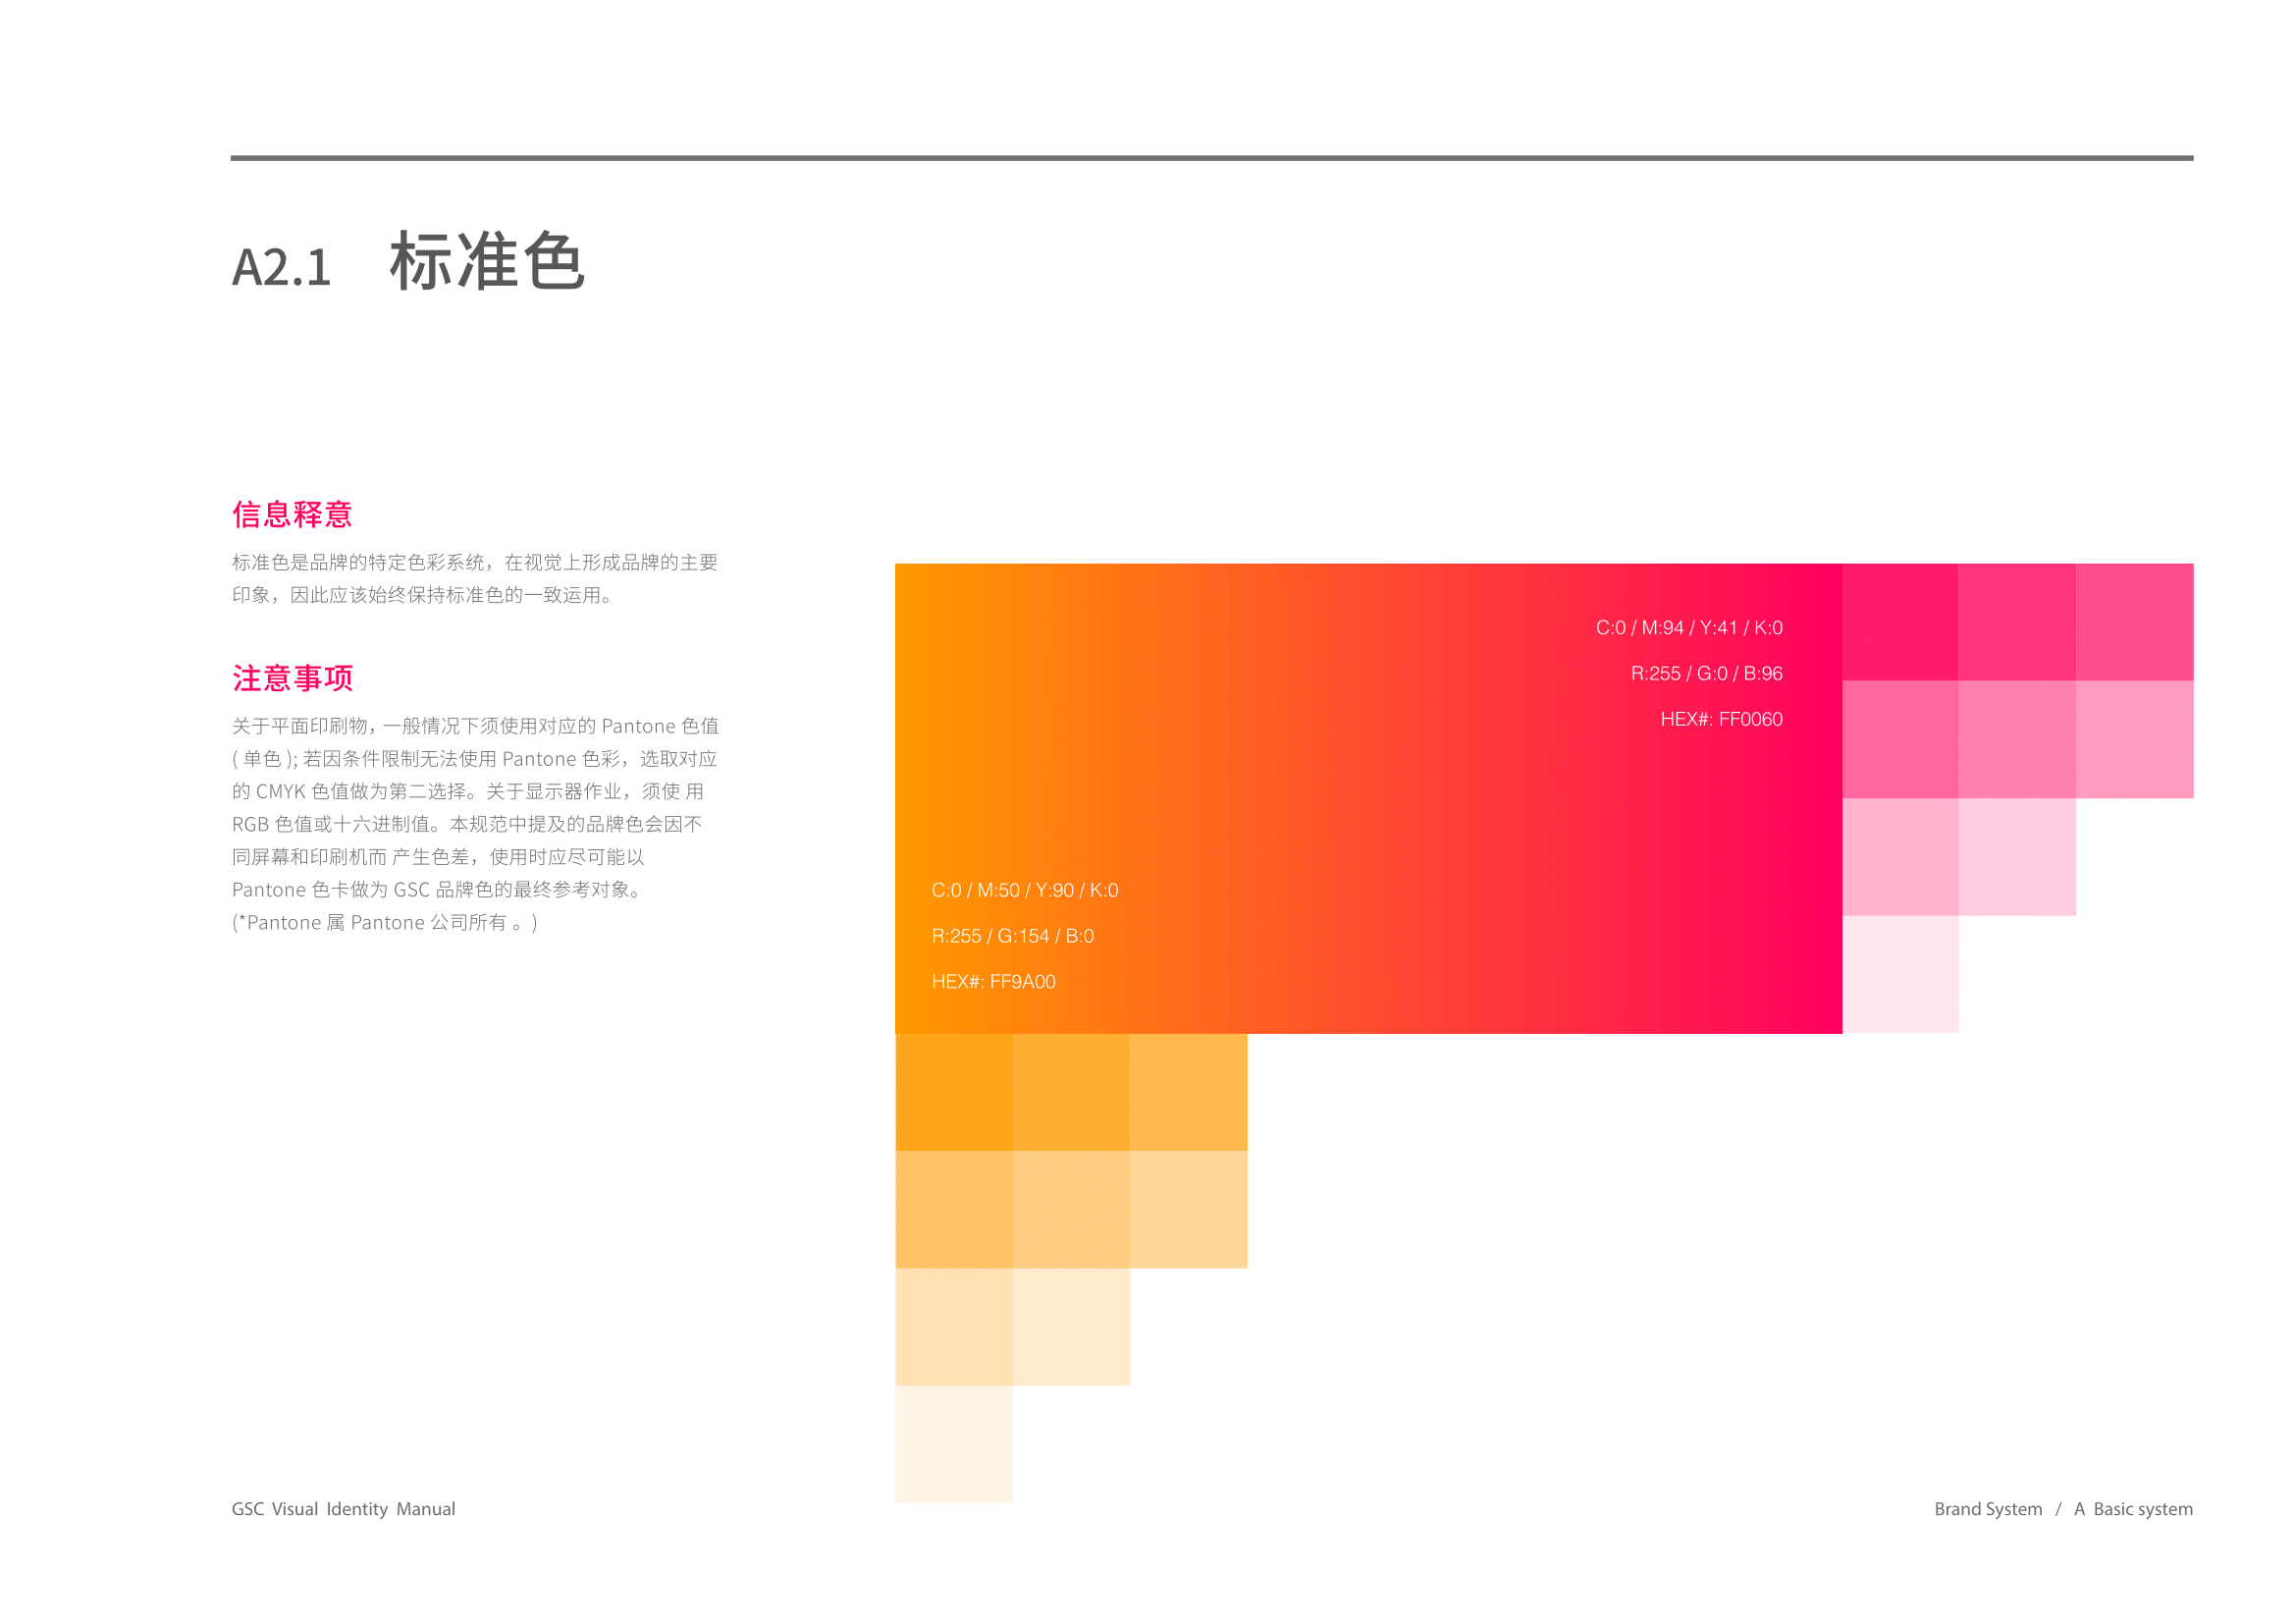 A2.1 标准色
信息释意
标准色是品牌的特定色彩系统，在视觉上形成品牌的主要
印象，因此应该始终保持标准色的一致运用。
注意事项
关于平面印刷物，一般情况下须使用对应的 Pantone 色值
( 单色 ); 若因条件限制无法使用 Pantone 色彩，选取对应
的 CMYK 色值做为第二选择。关于显示器作业，须使 用
RGB 色值或十六进制值。本规范中提及的品牌色会因不
同屏幕和印刷机而 产生色差，使用时应尽可能以
Pantone 色卡做为 GSC 品牌色的最终参考对象。
(*Pantone 属 Pantone 公司所有 。)
C:0 / M:94 / Y:41 / K:0
R:255 / G:0 / B:96
HEX#: FF0060
C:0 / M:50 / Y:90 / K:0
R:255 / G:154 / B:0
HEX#: FF9A00
GSC Visual Identity Manual
Brand System / A Basic system